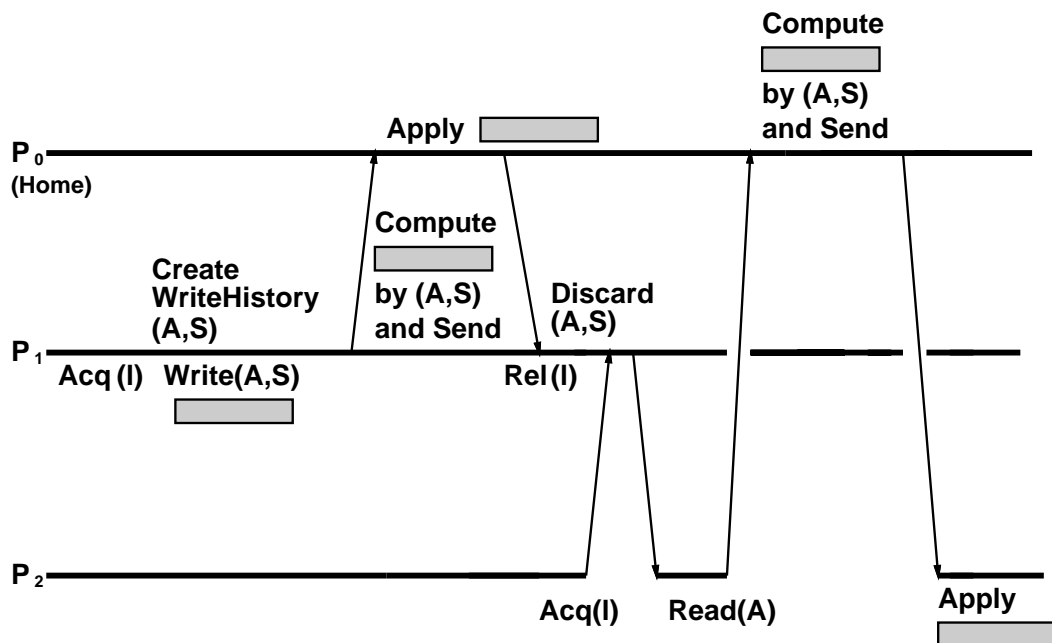 Compute
by (A,S)
and Send
Apply
P0
(Home)
Compute
by (A,S)
and Send
Create
WriteHistory
(A,S)
Discard
(A,S)
P1
Acq (l) Write(A,S)
Rel (l)
P2
Acq(l)
Read(A)
Apply